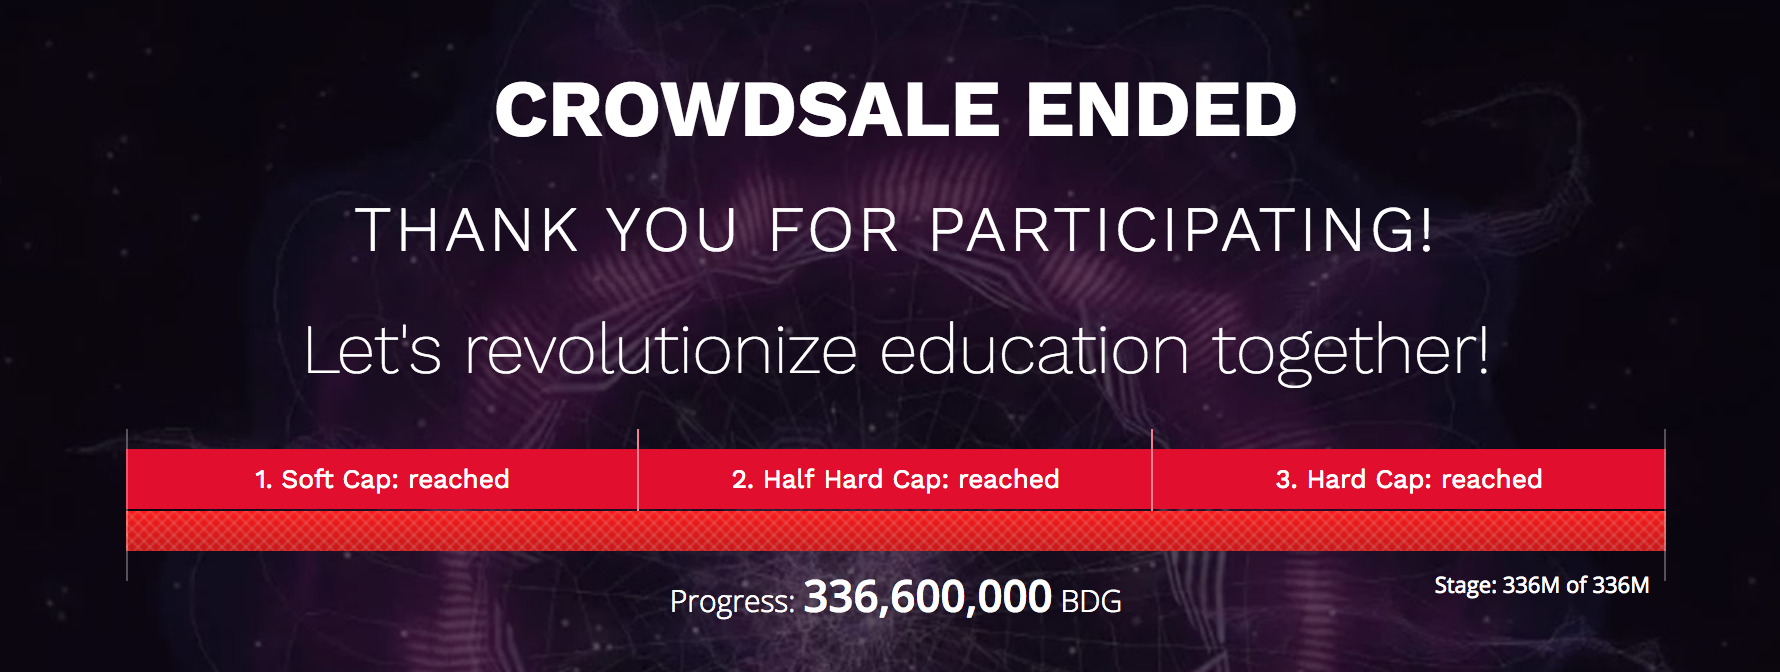 CROWDSALE ENDED
THANK YOU FOR PARTICIPATING!
Let's revolutionize education together!
1. Soft Cap: reached
2. Half Hard Cap: reached
3. Hard Cap: reached
Progress: 336,600,000 BDG
Stage: 336M of 336M